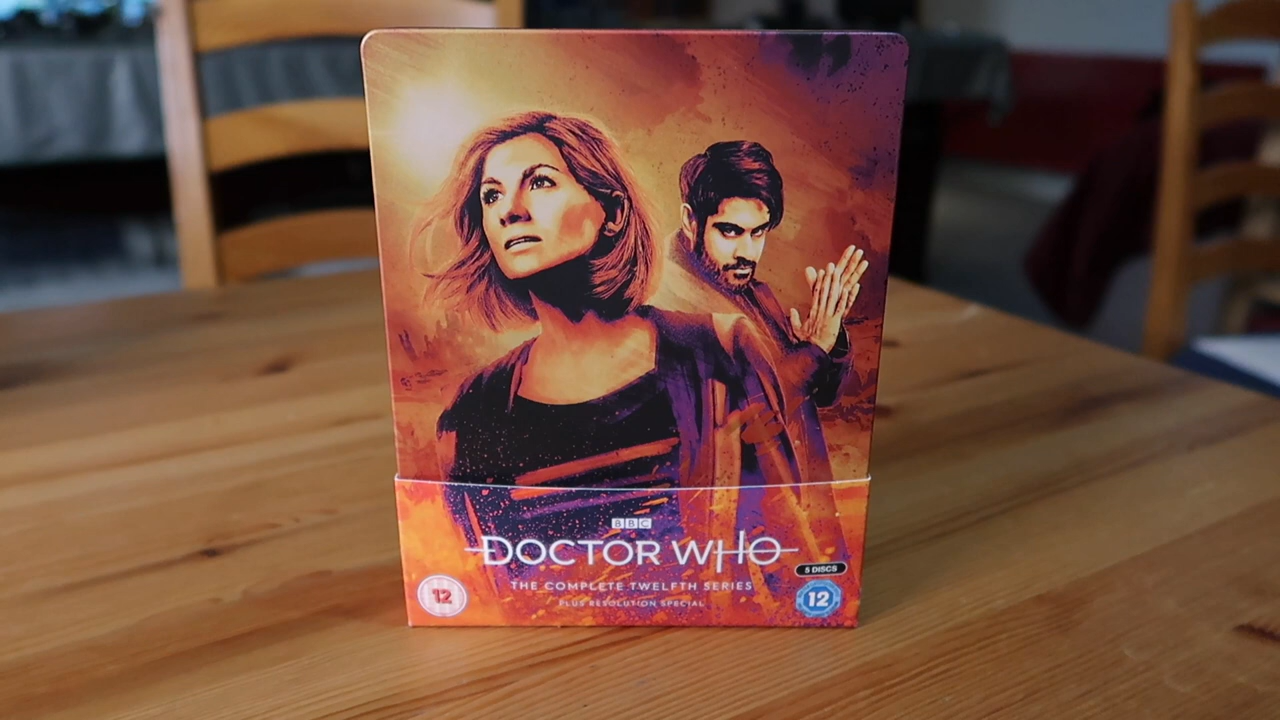 BBC
DOCTOR WHO
5 DISCS
THE COMPLETE TWELFTH SERIES
PLUS RESOLUTION SPECIAL
12
12